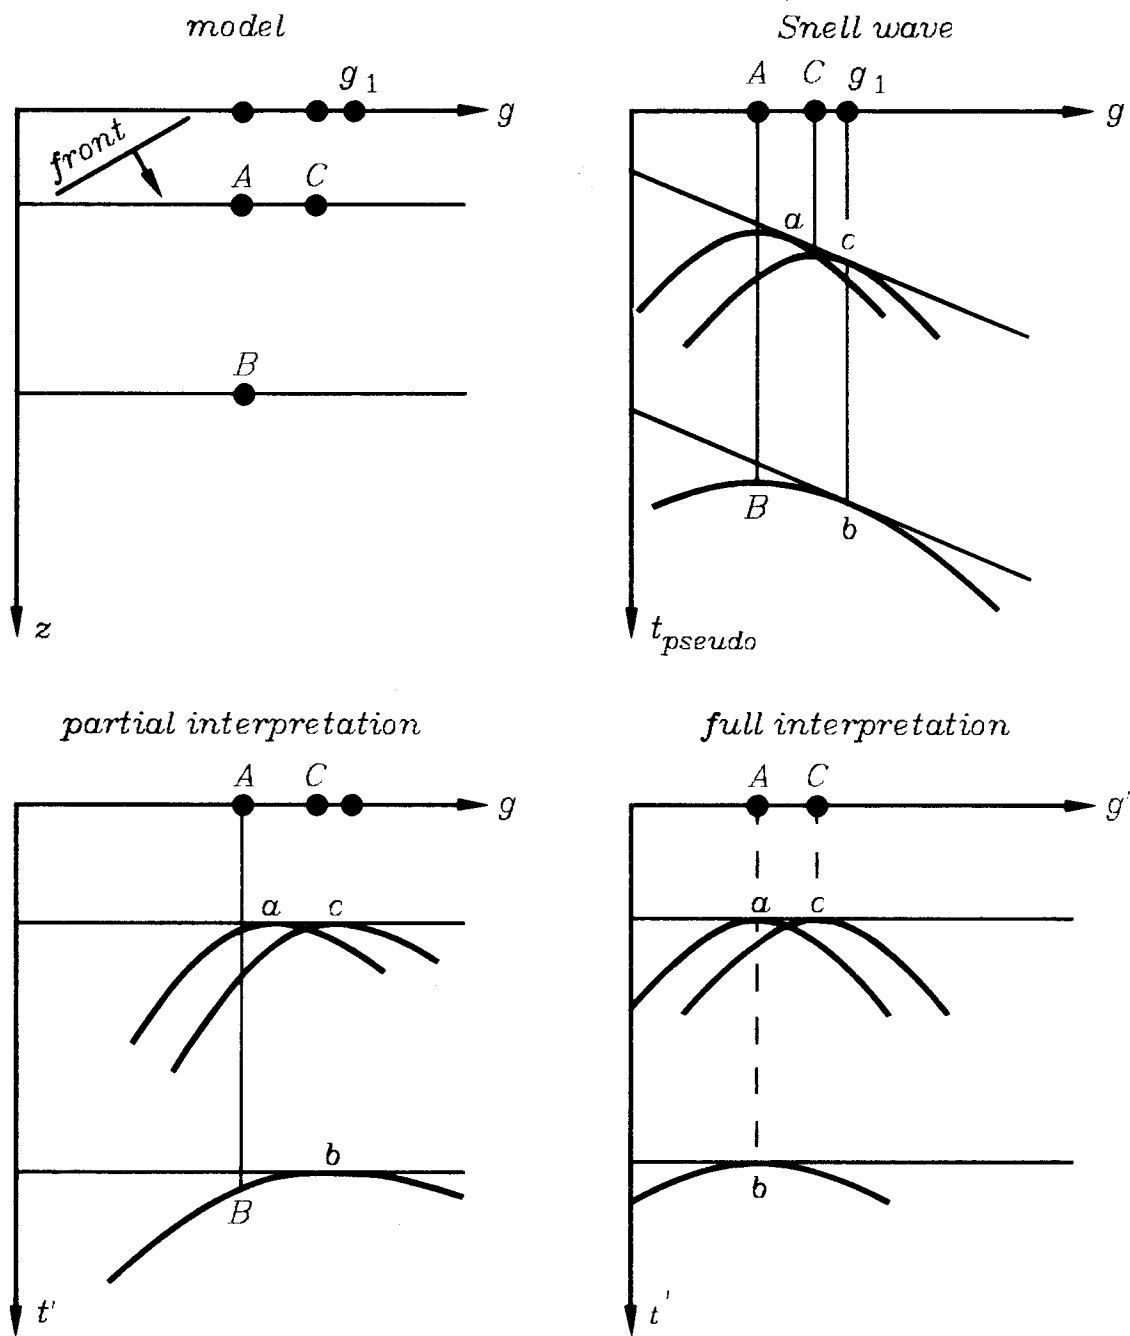 model
g 1
g
front
A C
B
z
Snell wave
A C g 1
g
a
c
B
b
t pseudo
partial interpretation
A C
g
a c
b
B
t'
full interpretation
A C
g'
a c
b
t'